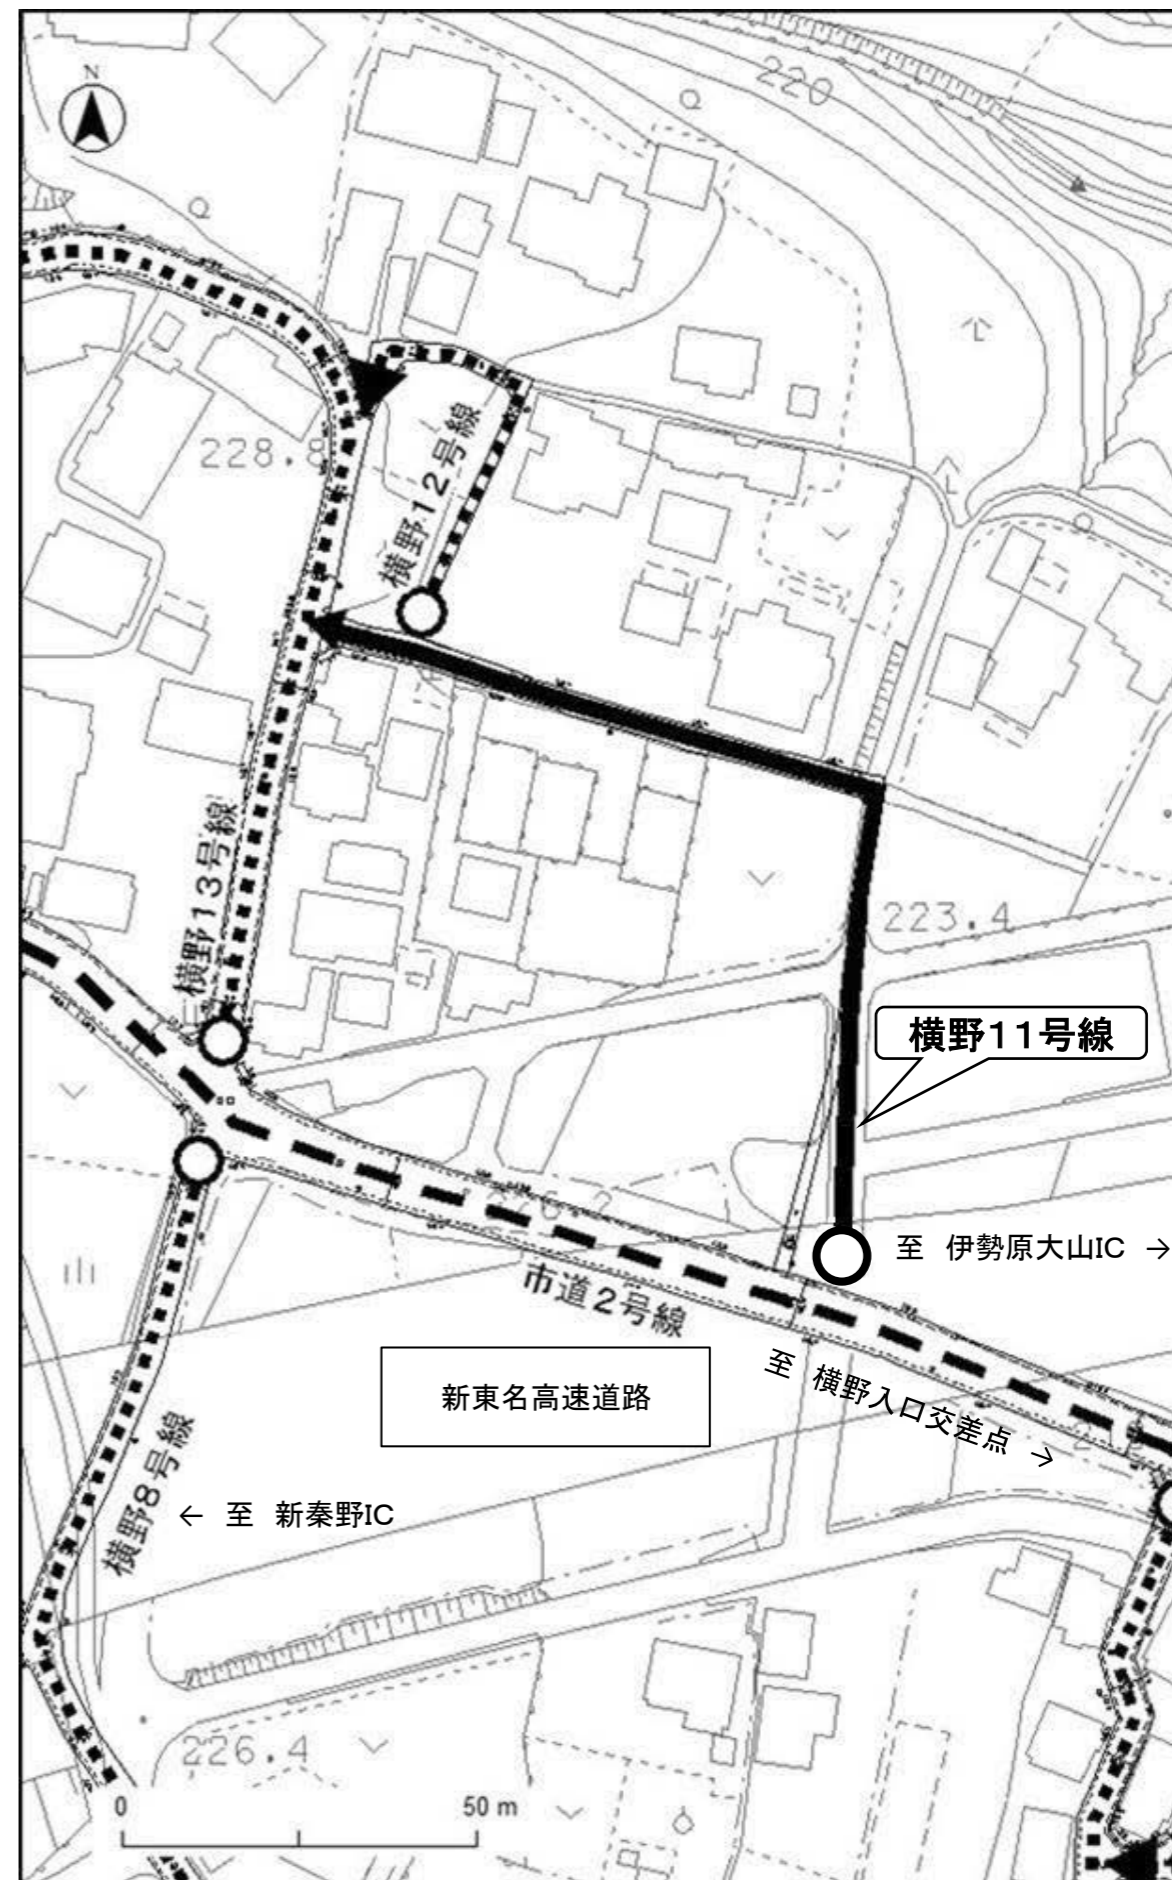 N
220
228.8
横野12号線
横野13号線
223.4
横野11号線
至 伊勢原大山IC →
市道2号線
至 横野入口交差点 →
新東名高速道路
横野8号線
← 至 新秦野IC
226.4
0 50 m